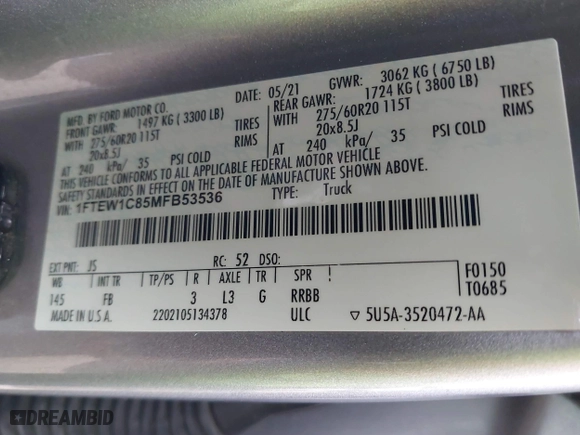 MFD. BY FORD MOTOR CO.
DATE: 05/21
GVWR: 3062 KG ( 6750 LB)
FRONT GAWR: 1497 KG ( 3300 LB)
REAR GAWR: 1724 KG ( 3800 LB)
WITH 275/60R20 115T TIRES
WITH 275/60R20 115T TIRES
20x8.5J RIMS
20x8.5J RIMS
AT 240 kPa/ 35 PSI COLD
AT 240 kPa/ 35 PSI COLD
THIS VEHICLE CONFORMS TO ALL APPLICABLE FEDERAL MOTOR VEHICLE
SAFETY STANDARDS IN EFFECT ON THE DATE OF MANUFACTURE SHOWN ABOVE.
VIN: 1FTEW1C85MFB53536
TYPE: Truck
EXT PNT: JS RC: 52 DSO:
WB INT TR TP/PS R AXLE TR SPR F0150
145 FB 3 L3 G RRBB T0685
MADE IN U.S.A. 2202105134378 ULC ▽ 5U5A-3520472-AA
DREAMBID